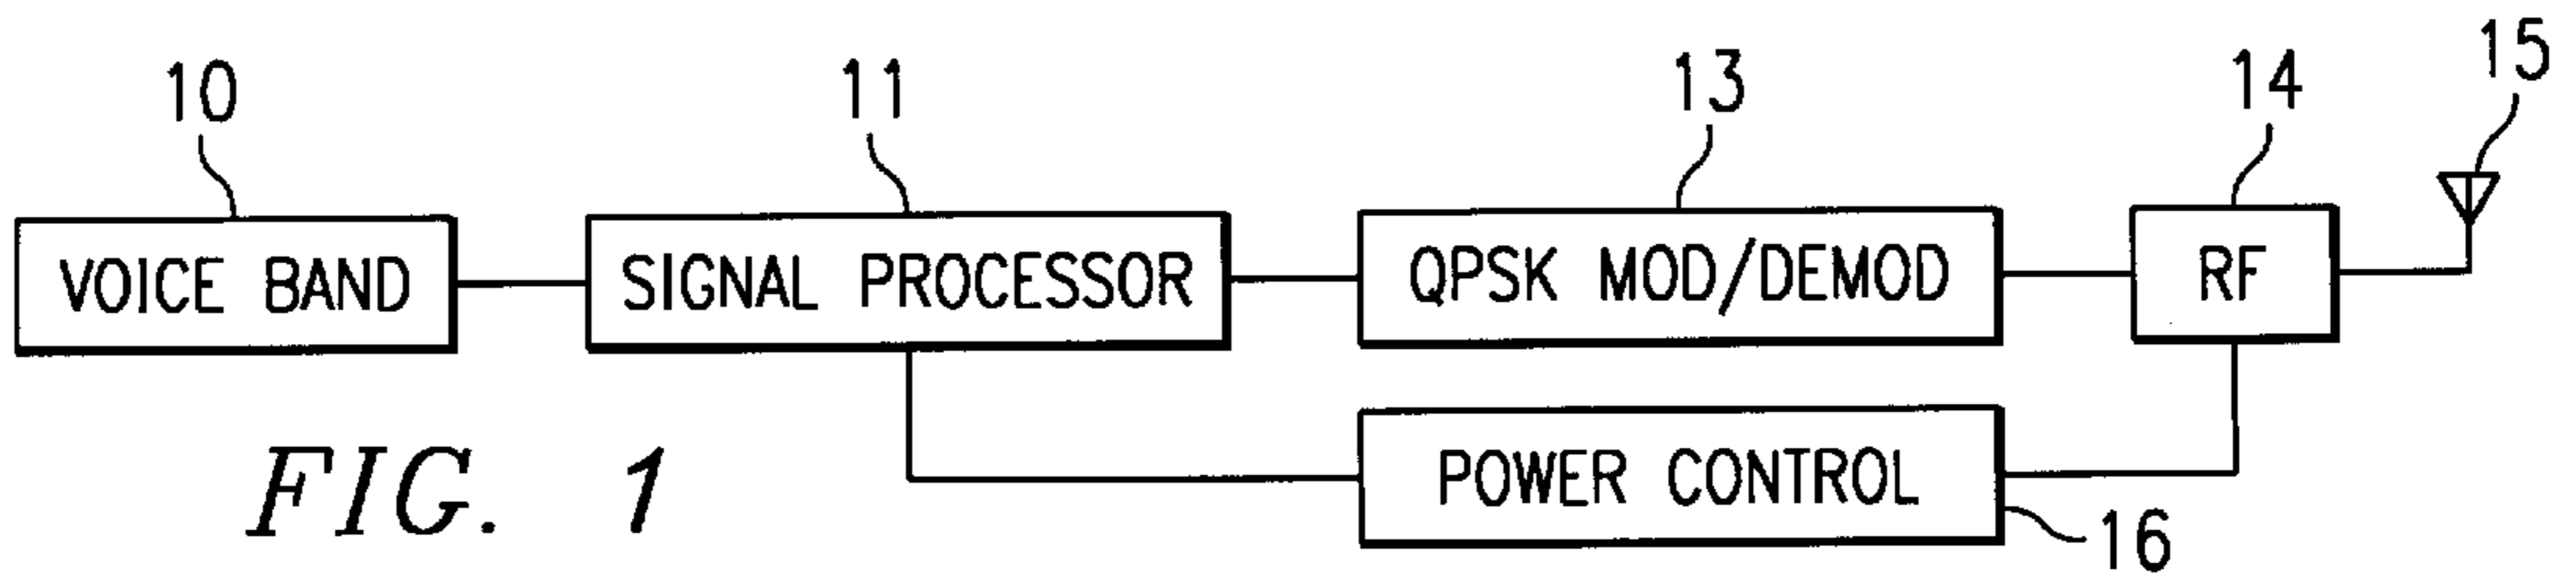 10
11
13
14
15
VOICE BAND
SIGNAL PROCESSOR
QPSK MOD/DEMOD
RF
POWER CONTROL
16
FIG. 1